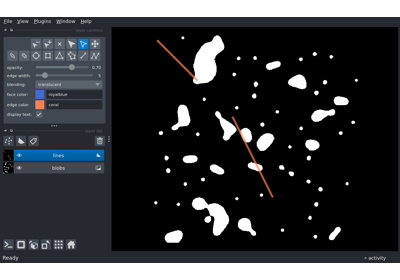 File View Plugins Window Help
opacity: 0.70
edge width: 5
blending: translucent
face color: royalblue
edge color: coral
display text: ✓
lines
blobs
Ready
activity